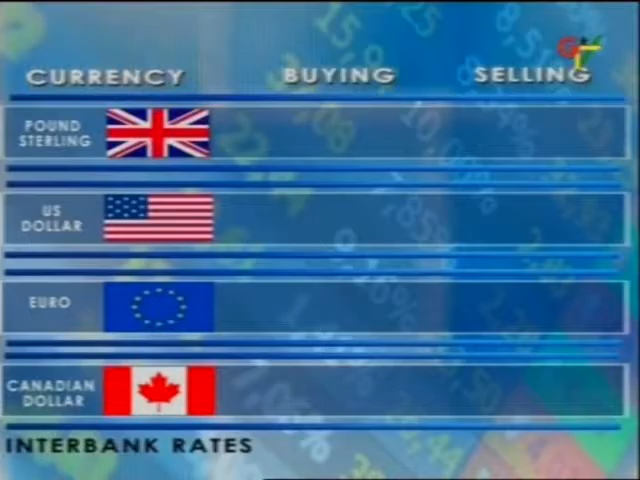 CURRENCY BUYING SELLING
POUND
STERLING
US
DOLLAR
EURO
CANADIAN
DOLLAR
INTERBANK RATES